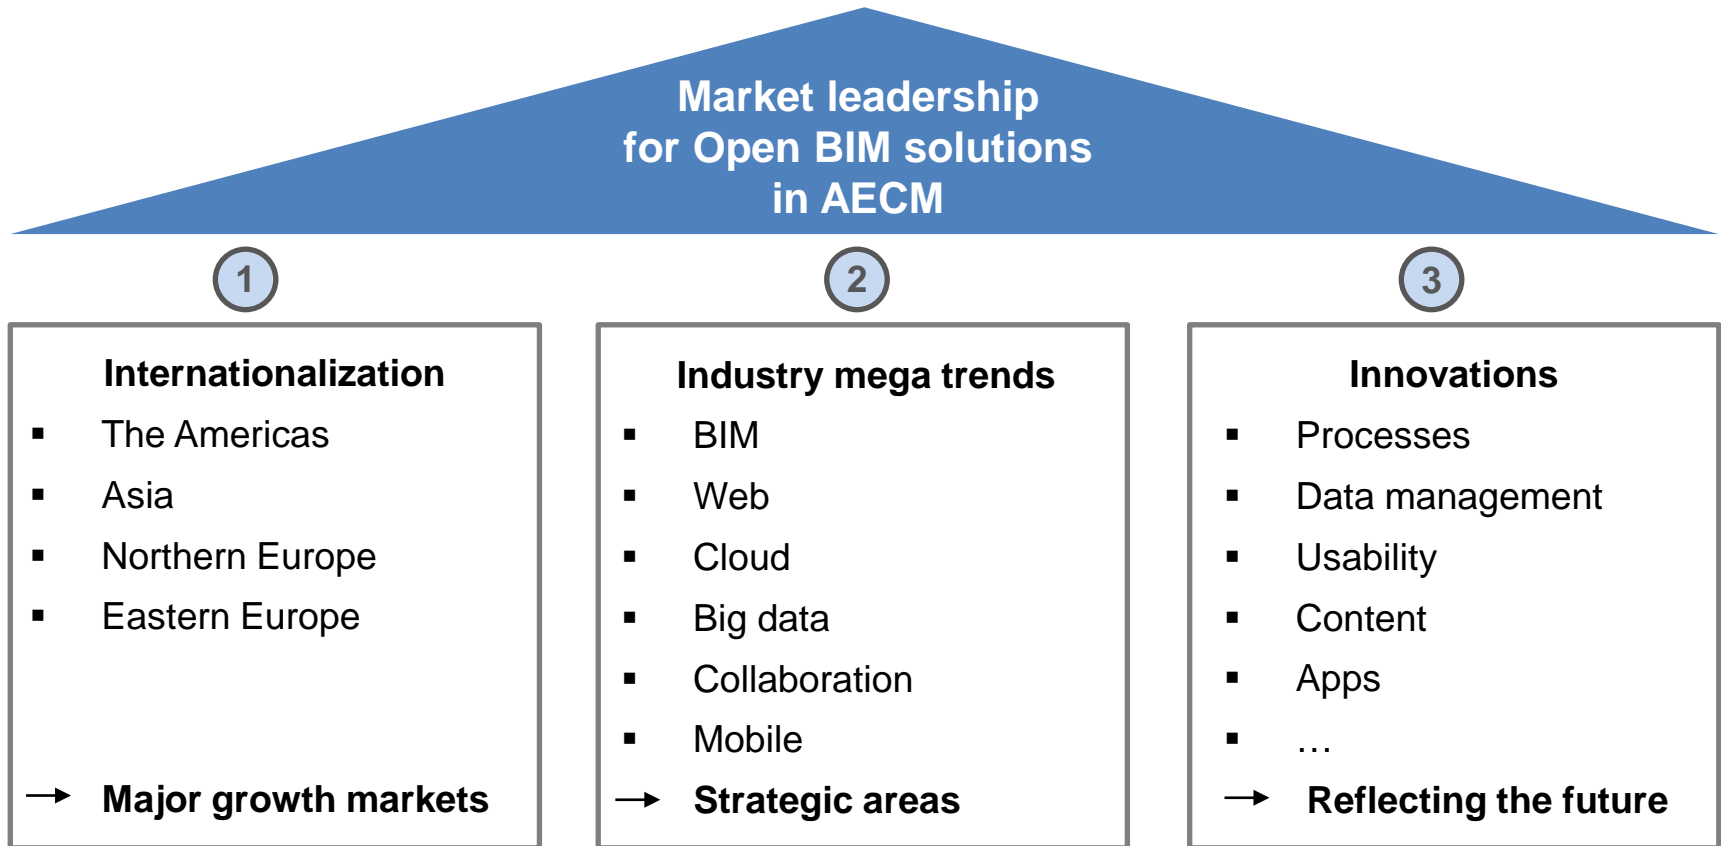 Market leadership
for Open BIM solutions
in AECM
1
2
3
Internationalization
▪ The Americas
▪ Asia
▪ Northern Europe
▪ Eastern Europe
→ Major growth markets
Industry mega trends
▪ BIM
▪ Web
▪ Cloud
▪ Big data
▪ Collaboration
▪ Mobile
→ Strategic areas
Innovations
▪ Processes
▪ Data management
▪ Usability
▪ Content
▪ Apps
▪ …
→ Reflecting the future